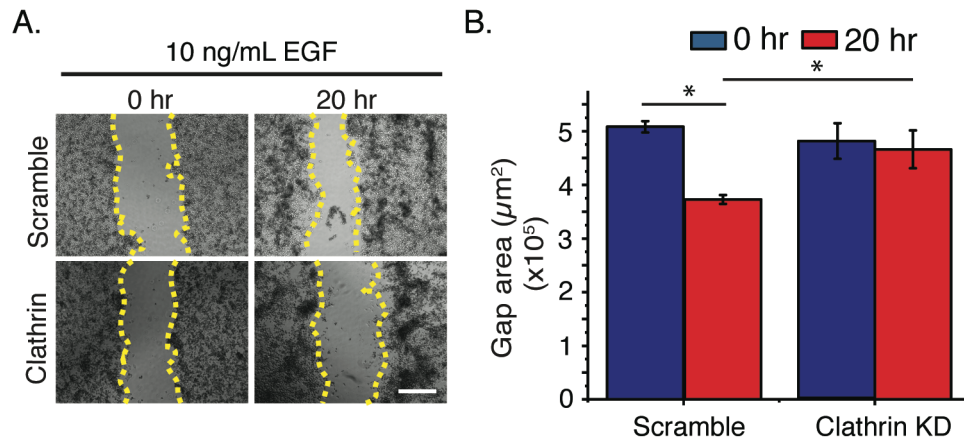 A.
10 ng/mL EGF
0 hr
20 hr
Scramble
Clathrin
B.
0 hr
20 hr
*
*
Gap area (µm²)
(x10⁵)
5
4
3
2
1
0
Scramble
Clathrin KD